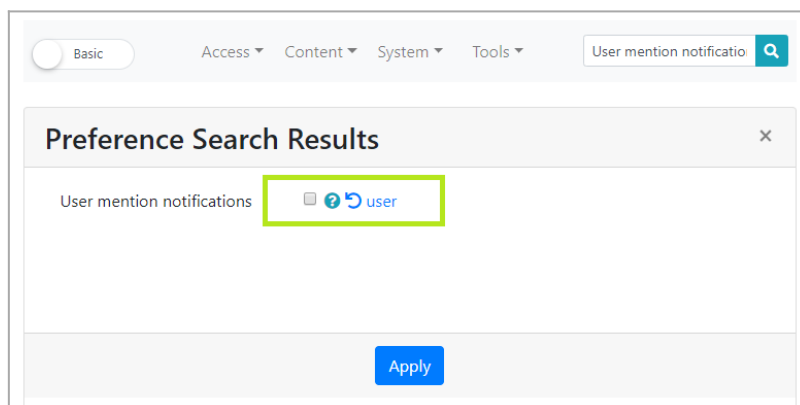 Basic Access Content System Tools User mention notificatio
Preference Search Results ×
User mention notifications ? user
Apply